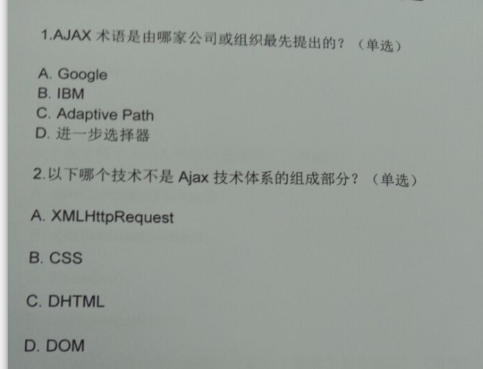 1.AJAX 术语是由哪家公司或组织最先提出的？（单选）
A. Google
B. IBM
C. Adaptive Path
D. 进一步选择器
2.以下哪个技术不是 Ajax 技术体系的组成部分？（单选）
A. XMLHttpRequest
B. CSS
C. DHTML
D. DOM